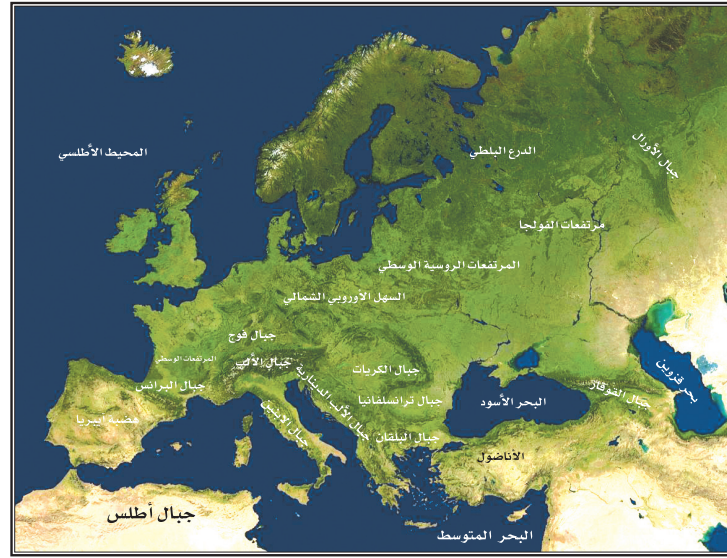 المحيط الأطلسي
الدرع البلطي
جبال الأورال
مرتفعات الفولجا
المرتفعات الروسية الوسطي
السهل الأوروبي الشمالي
جبال فوج
المرتفعات الوسطى
جبال الألب
جبال الكربات
بحر قزوين
جبال البرانس
جبال القوقاز
جبال الألب الدينارية
جبال ترانسلفانيا
البحر الأسود
هضبة ايبريا
جبال الابنين
جبال البلقان
الأناضول
جبال أطلس
البحر المتوسط